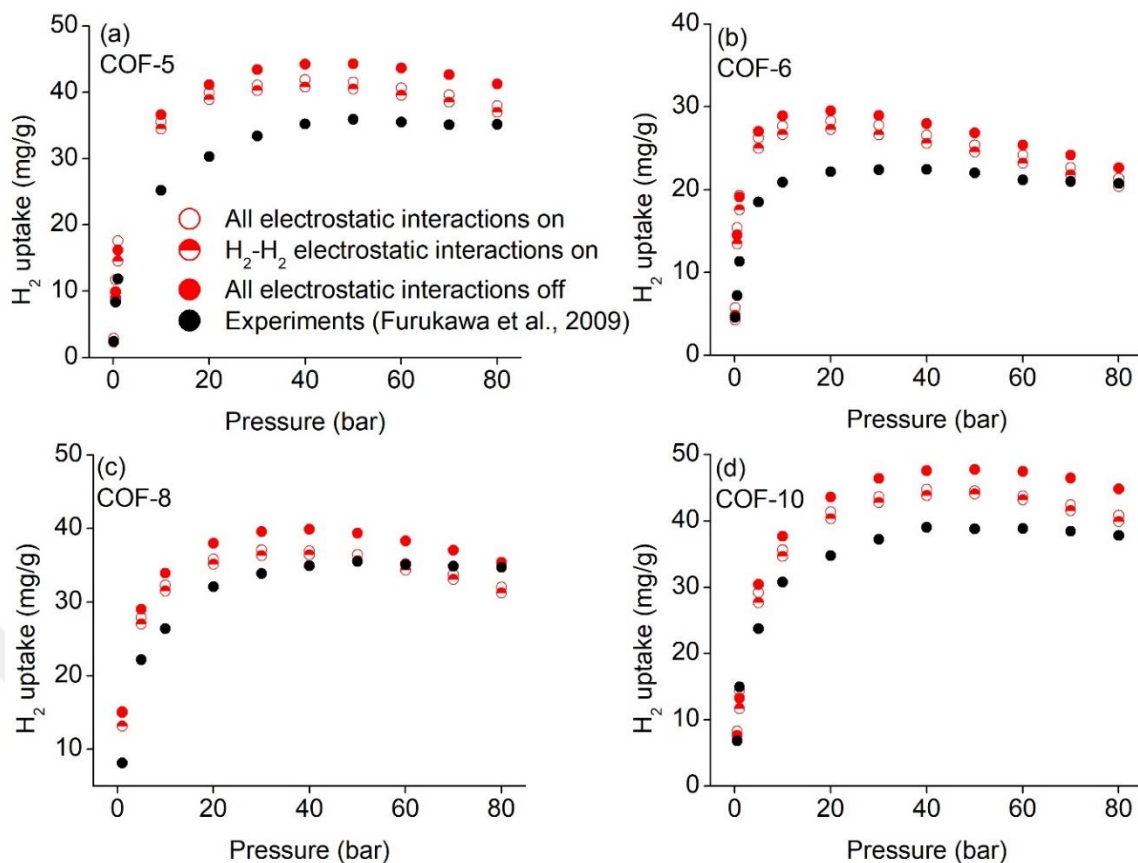 (a)
COF-5
50
40
30
20
10
0
H₂ uptake (mg/g)
All electrostatic interactions on
H₂-H₂ electrostatic interactions on
All electrostatic interactions off
Experiments (Furukawa et al., 2009)
0 20 40 60 80
Pressure (bar)
(b)
COF-6
40
30
20
10
0
H₂ uptake (mg/g)
0 20 40 60 80
Pressure (bar)
(c)
COF-8
50
40
30
20
10
H₂ uptake (mg/g)
0 20 40 60 80
Pressure (bar)
(d)
COF-10
50
40
30
20
10
0
H₂ uptake (mg/g)
0 20 40 60 80
Pressure (bar)